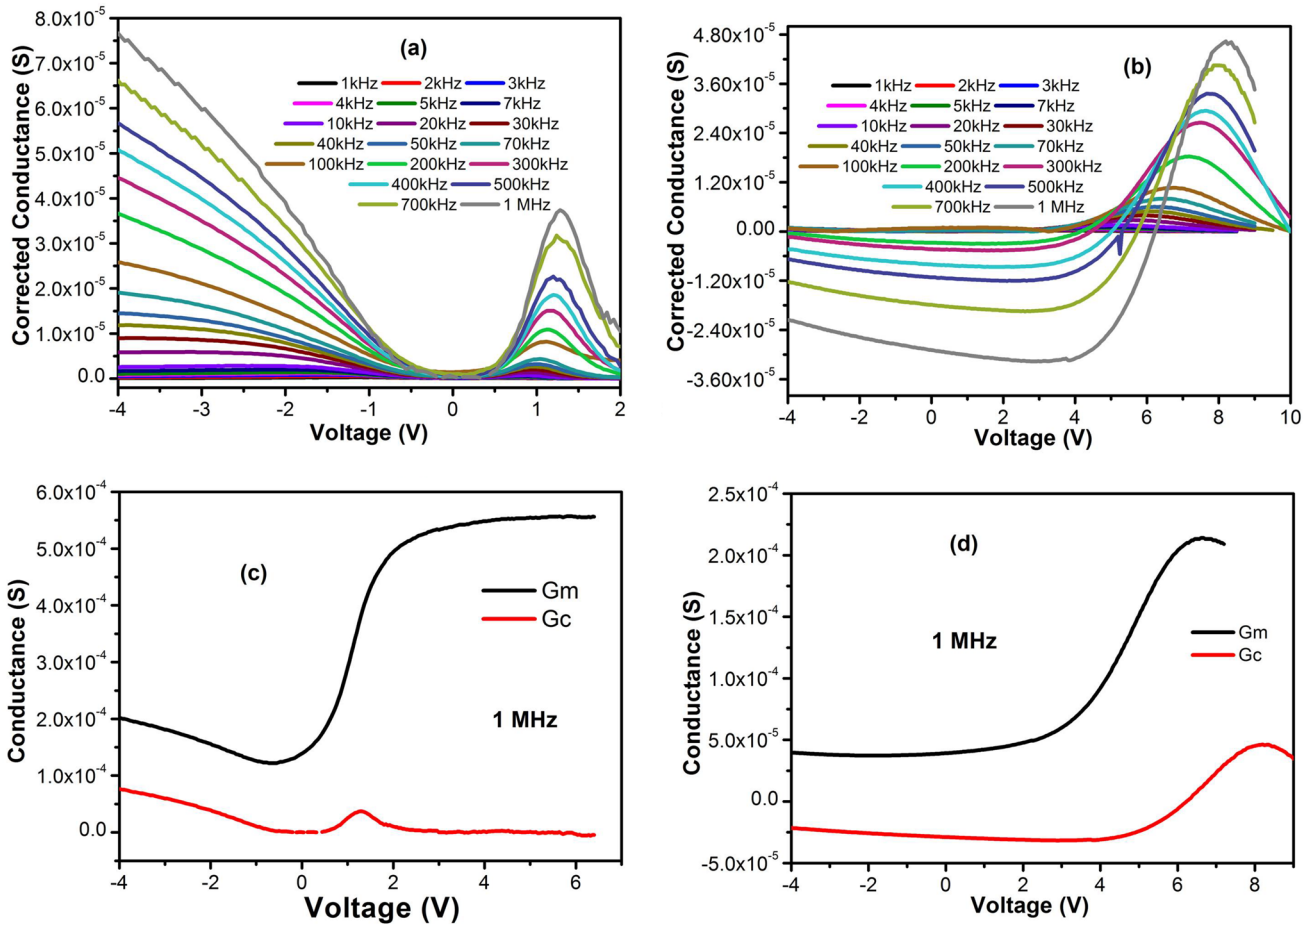 (a)
Corrected Conductance (S)
8.0x10⁻⁵
7.0x10⁻⁵
6.0x10⁻⁵
5.0x10⁻⁵
4.0x10⁻⁵
3.0x10⁻⁵
2.0x10⁻⁵
1.0x10⁻⁵
0.0
1kHz 2kHz 3kHz
4kHz 5kHz 7kHz
10kHz 20kHz 30kHz
40kHz 50kHz 70kHz
100kHz 200kHz 300kHz
400kHz 500kHz
700kHz 1 MHz
-4 -3 -2 -1 0 1 2
Voltage (V)
(b)
Corrected Conductance (S)
4.80x10⁻⁵
3.60x10⁻⁵
2.40x10⁻⁵
1.20x10⁻⁵
0.00
-1.20x10⁻⁵
-2.40x10⁻⁵
-3.60x10⁻⁵
1kHz 2kHz 3kHz
4kHz 5kHz 7kHz
10kHz 20kHz 30kHz
40kHz 50kHz 70kHz
100kHz 200kHz 300kHz
400kHz 500kHz
700kHz 1 MHz
-4 -2 0 2 4 6 8 10
Voltage (V)
(c)
Conductance (S)
6.0x10⁻⁴
5.0x10⁻⁴
4.0x10⁻⁴
3.0x10⁻⁴
2.0x10⁻⁴
1.0x10⁻⁴
0.0
Gm
Gc
1 MHz
-4 -2 0 2 4 6
Voltage (V)
(d)
Conductance (S)
2.5x10⁻⁴
2.0x10⁻⁴
1.5x10⁻⁴
1.0x10⁻⁴
5.0x10⁻⁵
0.0
-5.0x10⁻⁵
1 MHz
Gm
Gc
-4 -2 0 2 4 6 8
Voltage (V)